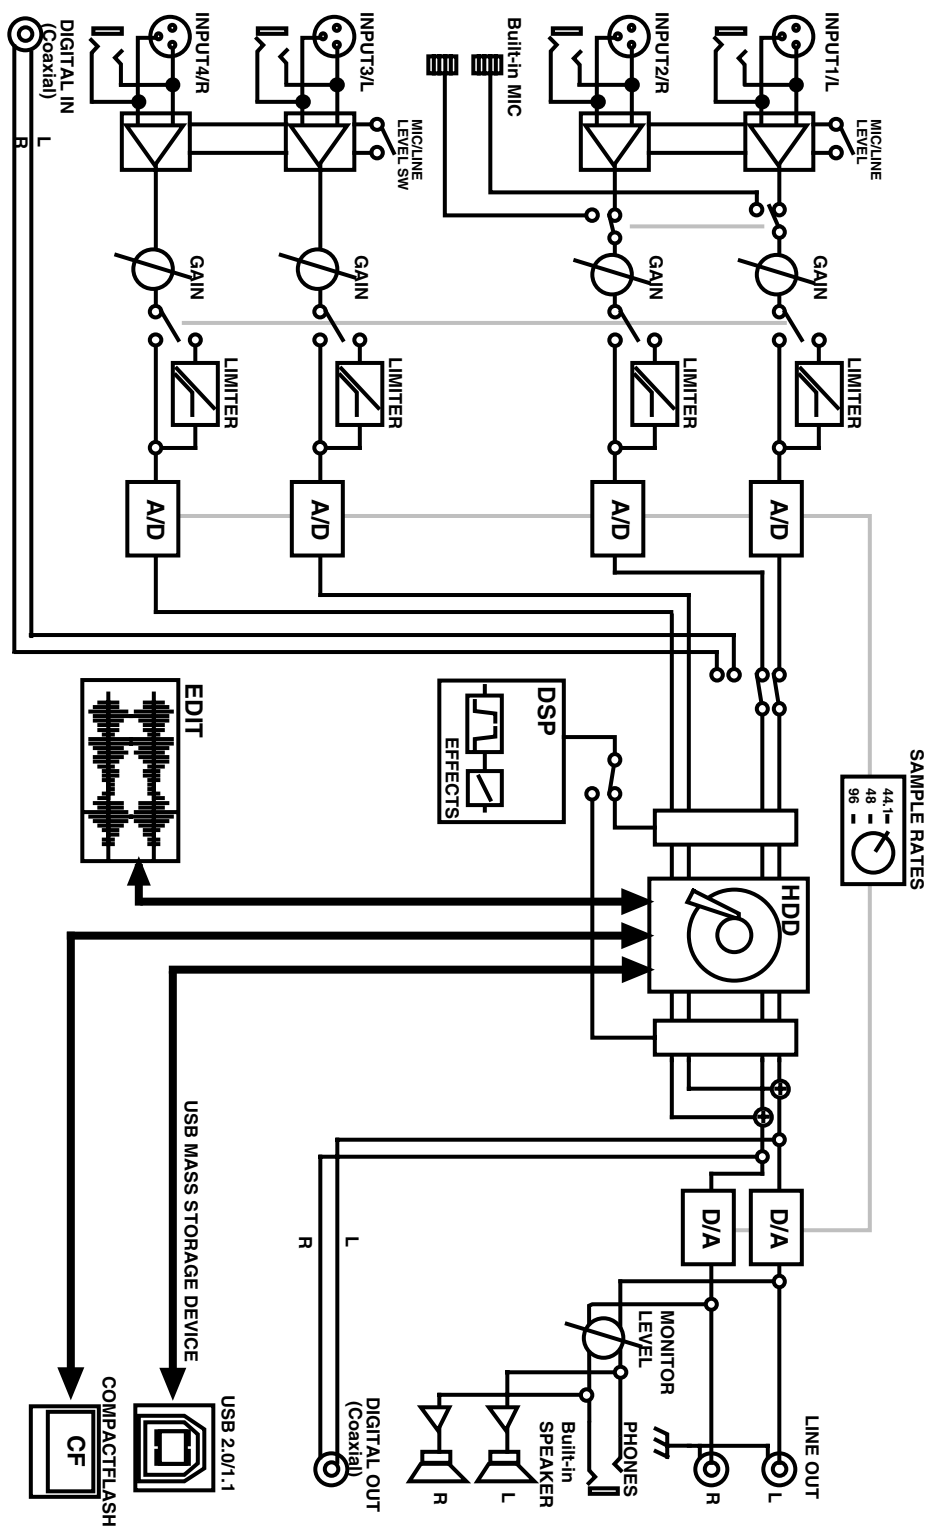 INPUT1/L
MIC/LINE
LEVEL
INPUT2/R
Built-in MIC
INPUT3/L
MIC/LINE
LEVEL SW
INPUT4/R
DIGITAL IN
(Coaxial)
L
R
GAIN
GAIN
GAIN
GAIN
LIMITER
LIMITER
LIMITER
LIMITER
A/D
A/D
A/D
A/D
SAMPLE RATES
44.1
48
96
DSP
EFFECTS
EDIT
HDD
D/A
D/A
L
R
USB MASS STORAGE DEVICE
MONITOR
LEVEL
LINE OUT
L
R
PHONES
Built-in
SPEAKER
L
R
DIGITAL OUT
(Coaxial)
USB 2.0/1.1
COMPACTFLASH
CF